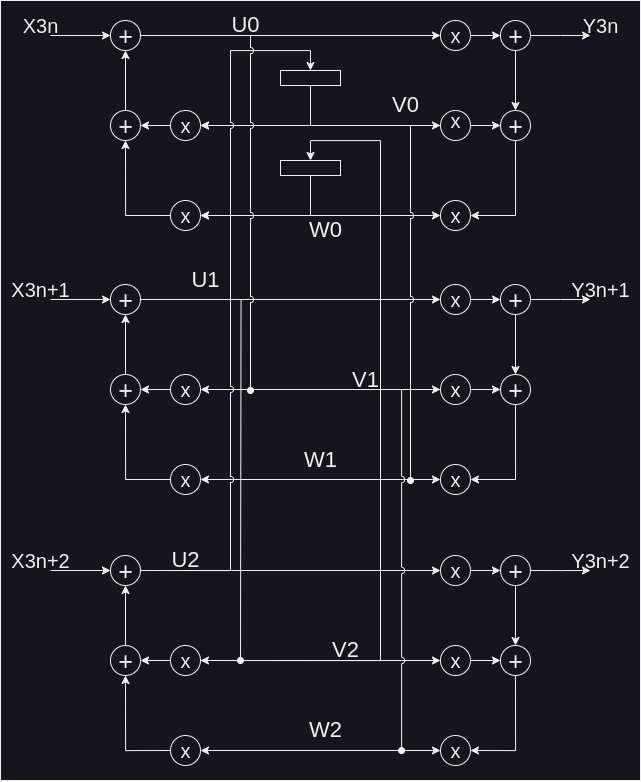 X3n U0 Y3n
+ x +
V0
+ x x +
x x
W0
U1
X3n+1 Y3n+1
+ x +
V1
+ x x +
W1
x x
X3n+2 U2 Y3n+2
+ x +
V2
+ x x +
W2
x x